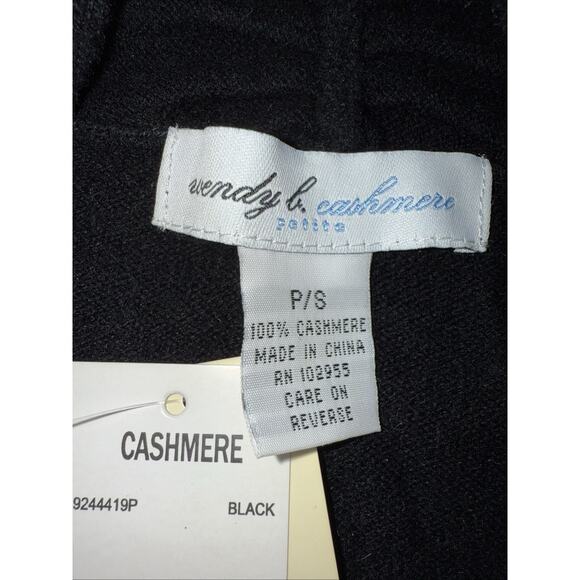 wendy b. cashmere
petite
P/S
100% CASHMERE
MADE IN CHINA
RN 102955
CARE ON
REVERSE
CASHMERE
9244419P BLACK